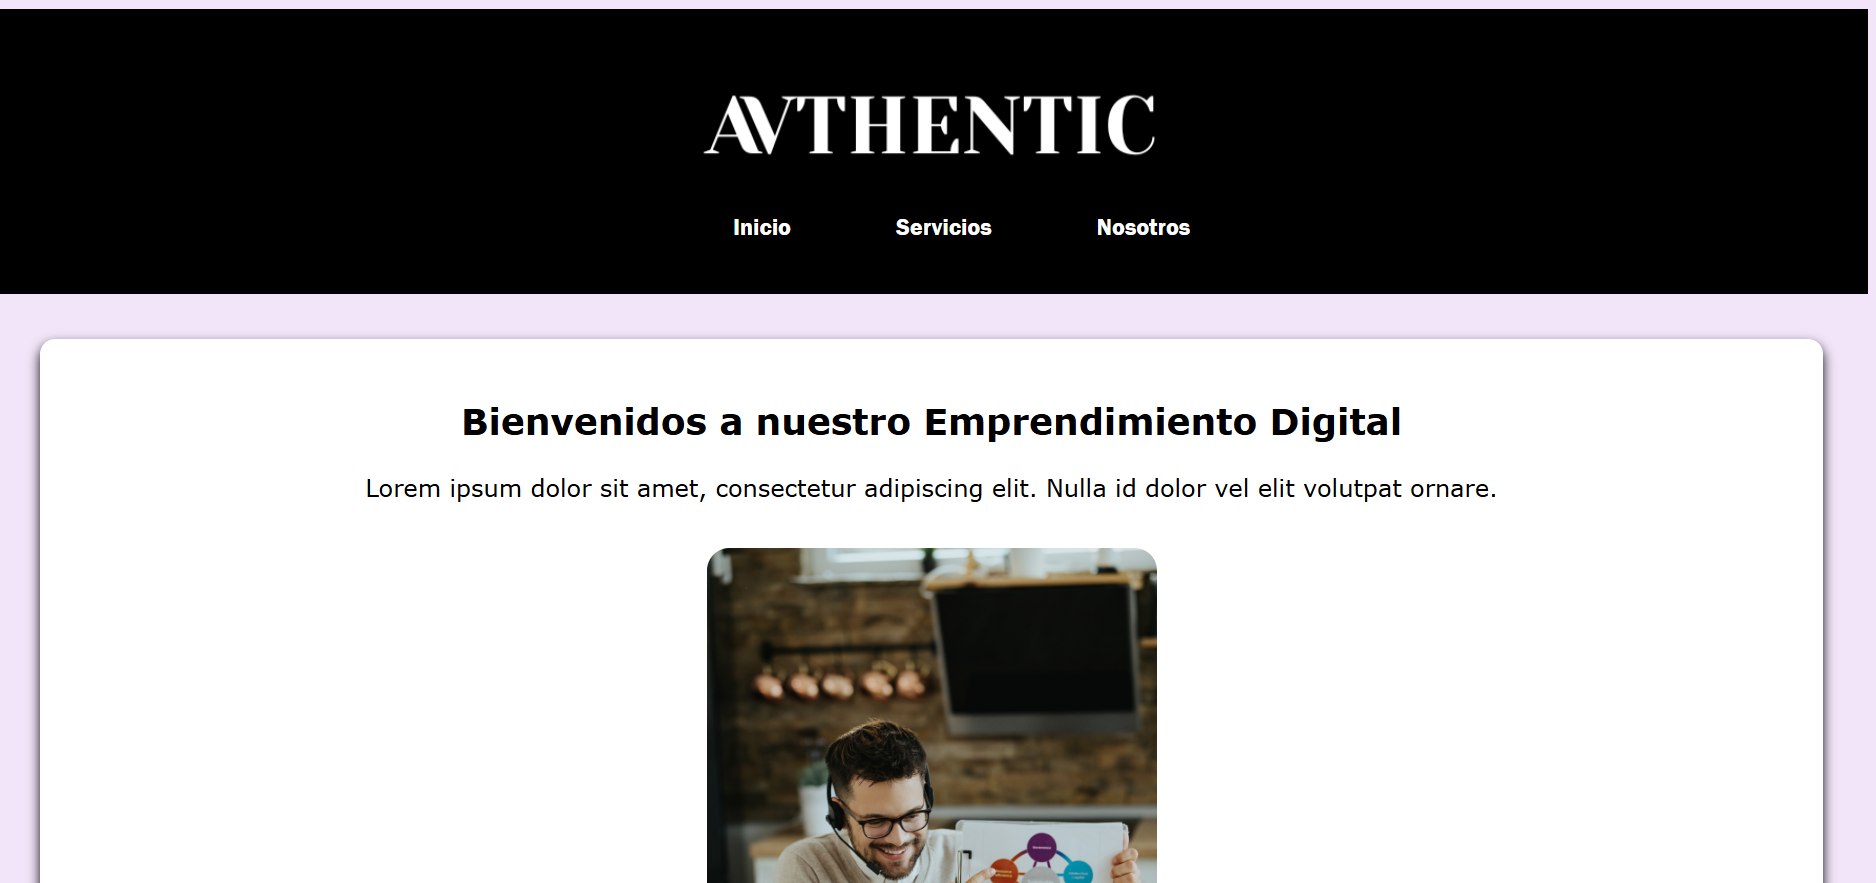 AVTHENTIC
Inicio Servicios Nosotros
Bienvenidos a nuestro Emprendimiento Digital
Lorem ipsum dolor sit amet, consectetur adipiscing elit. Nulla id dolor vel elit volutpat ornare.